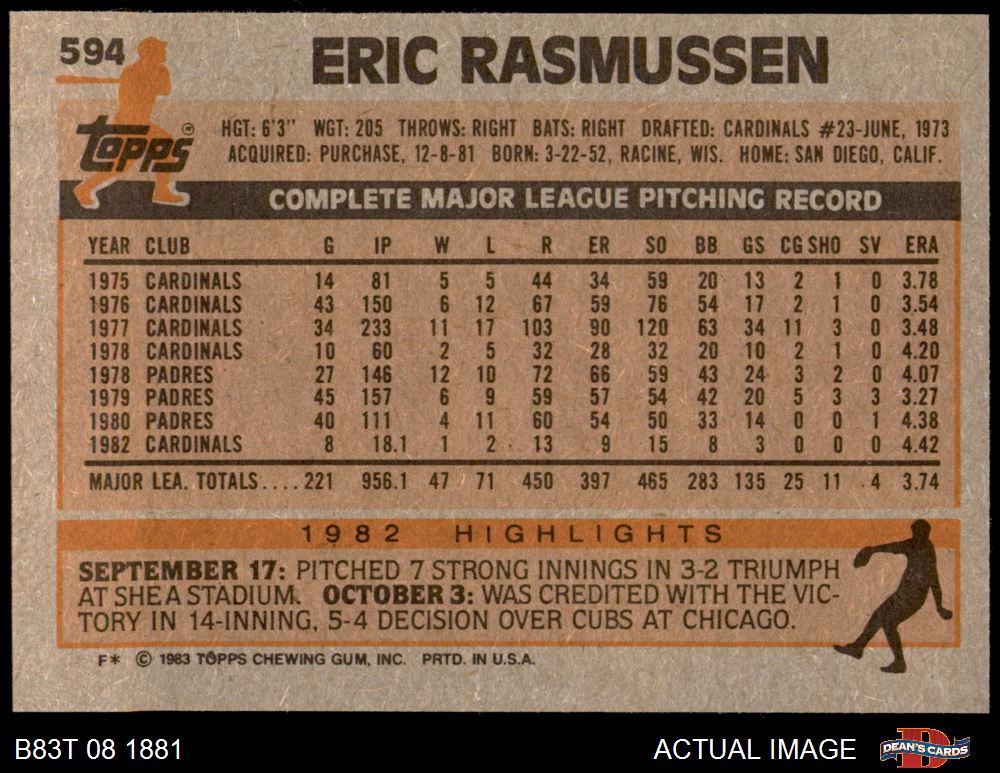 594 ERIC RASMUSSEN
Topps ®
HGT: 6'3" WGT: 205 THROWS: RIGHT BATS: RIGHT DRAFTED: CARDINALS #23-JUNE, 1973
ACQUIRED: PURCHASE, 12-8-81 BORN: 3-22-52, RACINE, WIS. HOME: SAN DIEGO, CALIF.
COMPLETE MAJOR LEAGUE PITCHING RECORD
YEAR CLUB G IP W L R ER SO BB GS CG SHO SV ERA
1975 CARDINALS 14 81 5 5 44 34 59 20 13 2 1 0 3.78
1976 CARDINALS 43 150 6 12 67 59 76 54 17 2 1 0 3.54
1977 CARDINALS 34 233 11 17 103 90 120 63 34 11 3 0 3.48
1978 CARDINALS 10 60 2 5 32 28 32 20 10 2 1 0 4.20
1978 PADRES 27 146 12 10 72 66 59 43 24 3 2 0 4.07
1979 PADRES 45 157 6 9 59 57 54 42 20 5 3 3 3.27
1980 PADRES 40 111 4 11 60 54 50 33 14 0 0 1 4.38
1982 CARDINALS 8 18.1 1 2 13 9 15 8 3 0 0 0 4.42
MAJOR LEA. TOTALS....221 956.1 47 71 450 397 465 283 135 25 11 4 3.74
1982 HIGHLIGHTS
SEPTEMBER 17: PITCHED 7 STRONG INNINGS IN 3-2 TRIUMPH
AT SHEA STADIUM. OCTOBER 3: WAS CREDITED WITH THE VIC-
TORY IN 14-INNING, 5-4 DECISION OVER CUBS AT CHICAGO.
F* © 1983 TOPPS CHEWING GUM, INC. PRTD. IN U.S.A.
B83T 08 1881 ACTUAL IMAGE DEAN'S CARDS